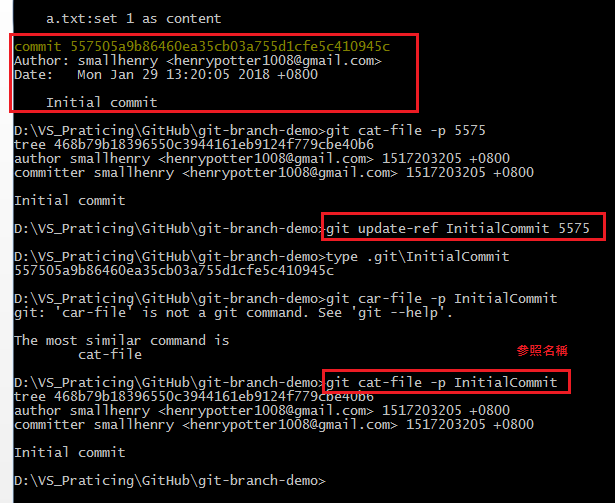 a.txt:set 1 as content
commit 557505a9b86460ea35cb03a755d1cfe5c410945c
Author: smallhenry <henrypotter1008@gmail.com>
Date:   Mon Jan 29 13:20:05 2018 +0800
Initial commit
D:\VS_Praticing\GitHub\git-branch-demo>git cat-file -p 5575
tree 468b79b18396550c3944161eb9124f779cbe40b6
author smallhenry <henrypotter1008@gmail.com> 1517203205 +0800
committer smallhenry <henrypotter1008@gmail.com> 1517203205 +0800
Initial commit
D:\VS_Praticing\GitHub\git-branch-demo>git update-ref InitialCommit 5575
D:\VS_Praticing\GitHub\git-branch-demo>type .git\InitialCommit
557505a9b86460ea35cb03a755d1cfe5c410945c
D:\VS_Praticing\GitHub\git-branch-demo>git car-file -p InitialCommit
git: 'car-file' is not a git command. See 'git --help'.
The most similar command is
cat-file
參照名稱
D:\VS_Praticing\GitHub\git-branch-demo>git cat-file -p InitialCommit
tree 468b79b18396550c3944161eb9124f779cbe40b6
author smallhenry <henrypotter1008@gmail.com> 1517203205 +0800
committer smallhenry <henrypotter1008@gmail.com> 1517203205 +0800
Initial commit
D:\VS_Praticing\GitHub\git-branch-demo>